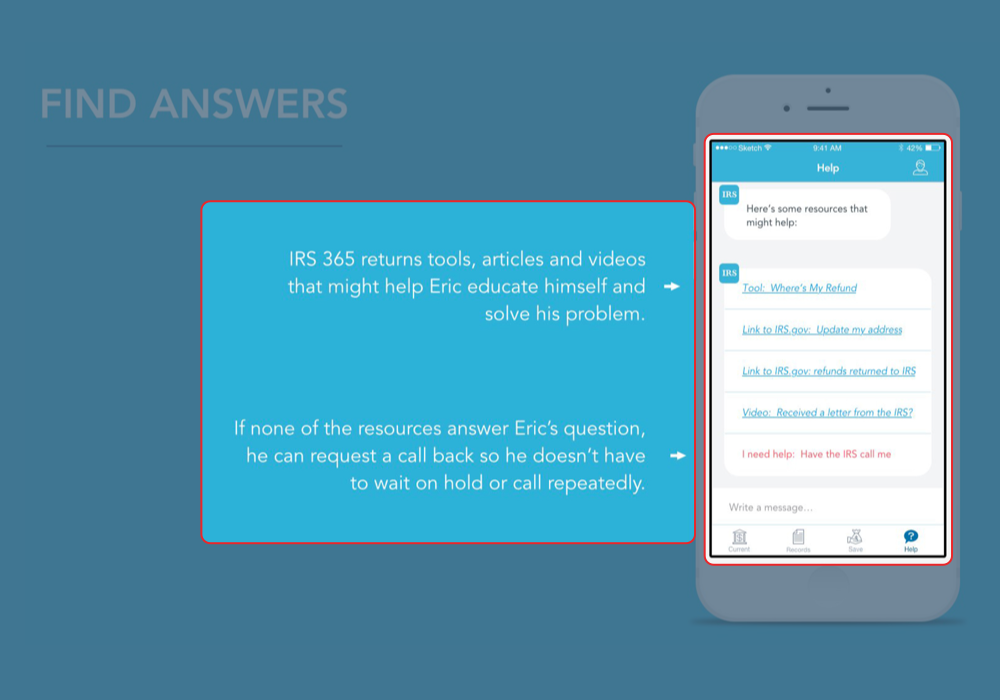 FIND ANSWERS
IRS 365 returns tools, articles and videos
that might help Eric educate himself and
solve his problem.
If none of the resources answer Eric's question,
he can request a call back so he doesn't have
to wait on hold or call repeatedly.
Sketch 9:41 AM 42%
Help
IRS
Here's some resources that
might help:
IRS
Tool: Where's My Refund
Link to IRS.gov: Update my address
Link to IRS.gov: refunds returned to IRS
Video: Received a letter from the IRS?
I need help: Have the IRS call me
Write a message...
Current Records Save Help